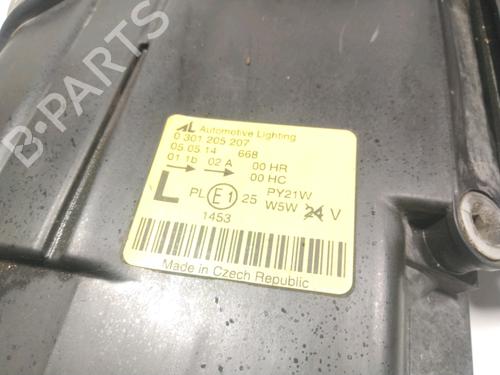 B-PARTS
AL Automotive Lighting
0 301 205 207
05 05 14 668
01 1b 02 A 00 HR
00 HC
L PL E1 25 PY21W
W5W 24 V
1453
Made in Czech Republic